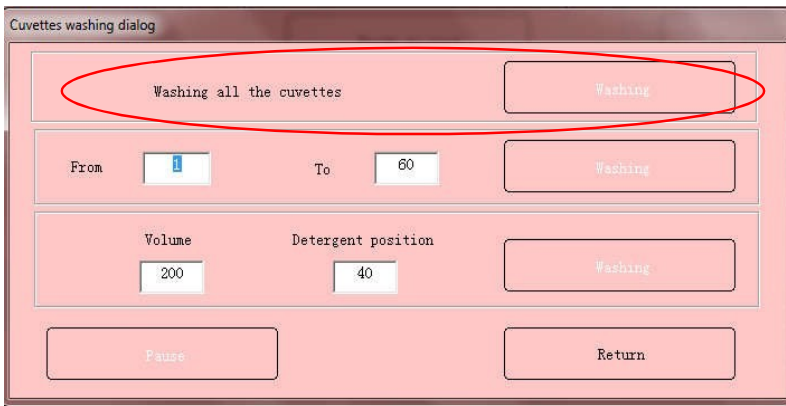 Cuvettes washing dialog
Washing all the cuvettes Washing
From 1 To 60 Washing
Volume Detergent position
200 40 Washing
Pause Return